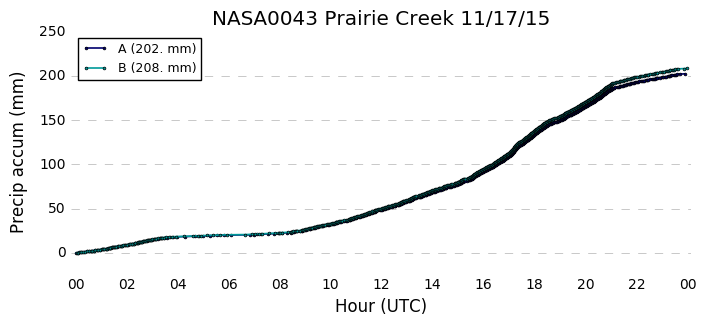 NASA0043 Prairie Creek 11/17/15
250
200
150
100
50
0
Precip accum (mm)
A (202. mm)
B (208. mm)
00 02 04 06 08 10 12 14 16 18 20 22 00
Hour (UTC)